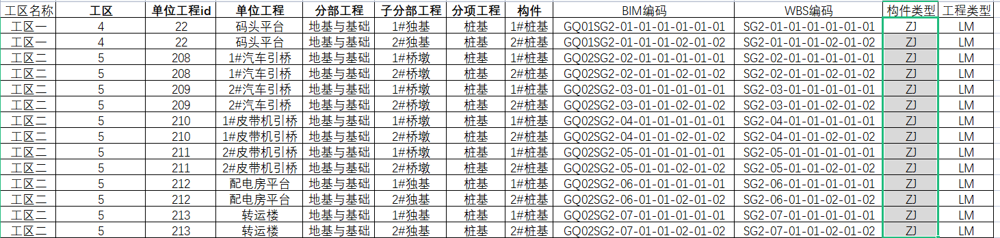 工区名称 工区 单位工程id 单位工程 分部工程 子分部工程 分项工程 构件 BIM编码 WBS编码 构件类型 工程类型
工区一 4 22 码头平台 地基与基础 1#独基 桩基 1#桩基 GQ01SG2-01-01-01-01-01-01 SG2-01-01-01-01-01-01 ZJ LM
工区一 4 22 码头平台 地基与基础 2#独基 桩基 2#桩基 GQ01SG2-01-01-01-02-01-02 SG2-01-01-01-02-01-02 ZJ LM
工区二 5 208 1#汽车引桥 地基与基础 1#桥墩 桩基 1#桩基 GQ02SG2-02-01-01-01-01-01 SG2-02-01-01-01-01-01 ZJ LM
工区二 5 208 1#汽车引桥 地基与基础 2#桥墩 桩基 2#桩基 GQ02SG2-02-01-01-02-01-02 SG2-02-01-01-02-01-02 ZJ LM
工区二 5 209 2#汽车引桥 地基与基础 1#桥墩 桩基 1#桩基 GQ02SG2-03-01-01-01-01-01 SG2-03-01-01-01-01-01 ZJ LM
工区二 5 209 2#汽车引桥 地基与基础 2#桥墩 桩基 2#桩基 GQ02SG2-03-01-01-02-01-02 SG2-03-01-01-02-01-02 ZJ LM
工区二 5 210 1#皮带机引桥 地基与基础 1#桥墩 桩基 1#桩基 GQ02SG2-04-01-01-01-01-01 SG2-04-01-01-01-01-01 ZJ LM
工区二 5 210 1#皮带机引桥 地基与基础 2#桥墩 桩基 2#桩基 GQ02SG2-04-01-01-02-01-02 SG2-04-01-01-02-01-02 ZJ LM
工区二 5 211 2#皮带机引桥 地基与基础 1#桥墩 桩基 1#桩基 GQ02SG2-05-01-01-01-01-01 SG2-05-01-01-01-01-01 ZJ LM
工区二 5 211 2#皮带机引桥 地基与基础 2#桥墩 桩基 2#桩基 GQ02SG2-05-01-01-02-01-02 SG2-05-01-01-02-01-02 ZJ LM
工区二 5 212 配电房平台 地基与基础 1#独基 桩基 1#桩基 GQ02SG2-06-01-01-01-01-01 SG2-06-01-01-01-01-01 ZJ LM
工区二 5 212 配电房平台 地基与基础 2#独基 桩基 2#桩基 GQ02SG2-06-01-01-02-01-02 SG2-06-01-01-02-01-02 ZJ LM
工区二 5 213 转运楼 地基与基础 1#独基 桩基 1#桩基 GQ02SG2-07-01-01-01-01-01 SG2-07-01-01-01-01-01 ZJ LM
工区二 5 213 转运楼 地基与基础 2#独基 桩基 2#桩基 GQ02SG2-07-01-01-02-01-02 SG2-07-01-01-02-01-02 ZJ LM